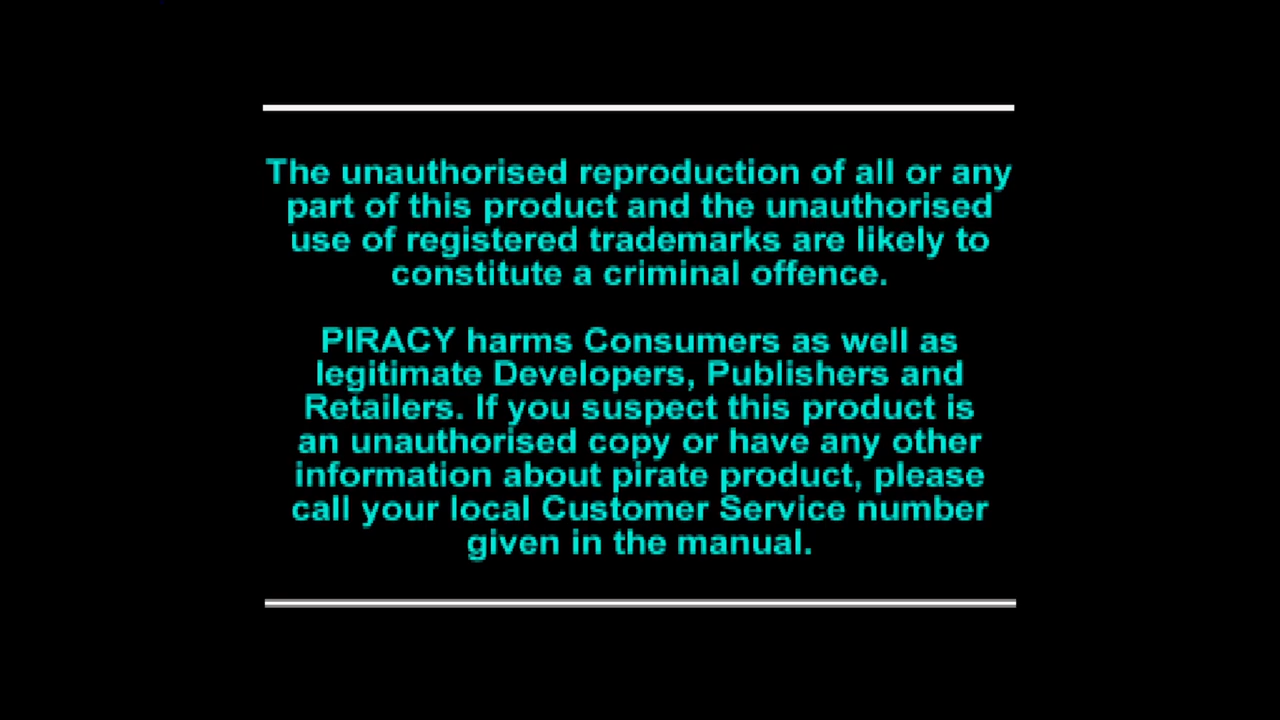 The unauthorised reproduction of all or any
part of this product and the unauthorised
use of registered trademarks are likely to
constitute a criminal offence.
PIRACY harms Consumers as well as
legitimate Developers, Publishers and
Retailers. If you suspect this product is
an unauthorised copy or have any other
information about pirate product, please
call your local Customer Service number
given in the manual.